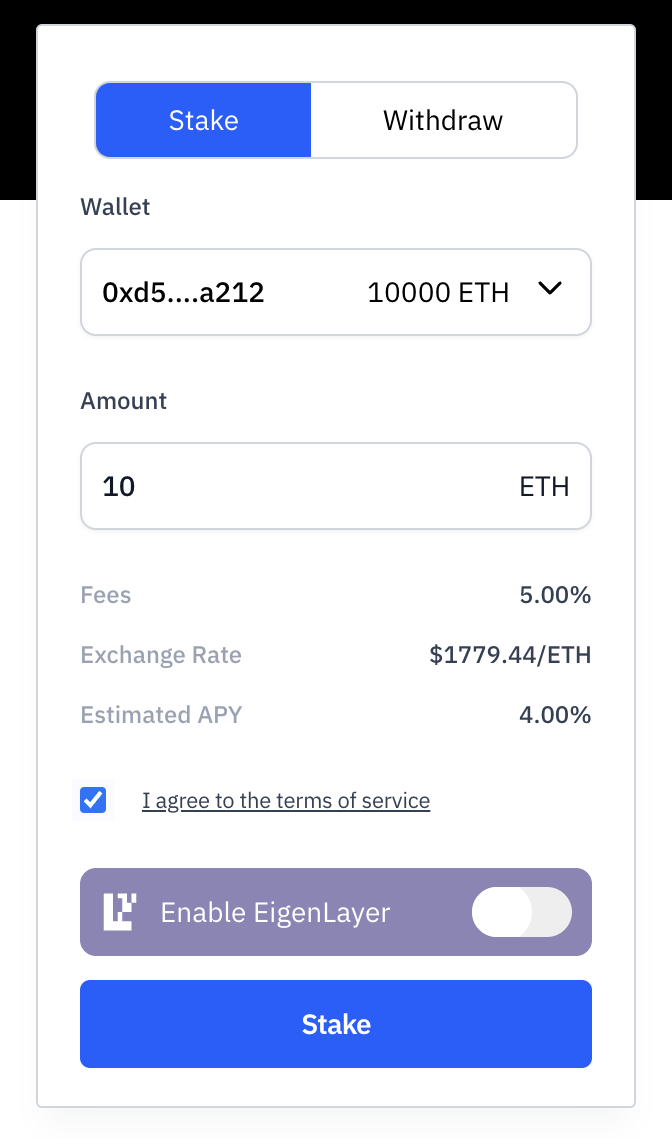 Stake Withdraw
Wallet
0xd5....a212 10000 ETH
Amount
10 ETH
Fees 5.00%
Exchange Rate $1779.44/ETH
Estimated APY 4.00%
I agree to the terms of service
Enable EigenLayer
Stake